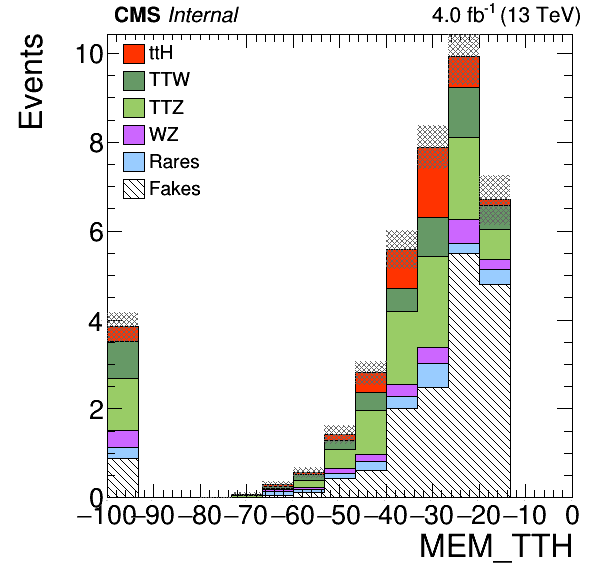 CMS Internal 4.0 fb⁻¹ (13 TeV)
Events
10
8
6
4
2
0
ttH
TTW
TTZ
WZ
Rares
Fakes
−100 −90 −80 −70 −60 −50 −40 −30 −20 −10 0
MEM_TTH